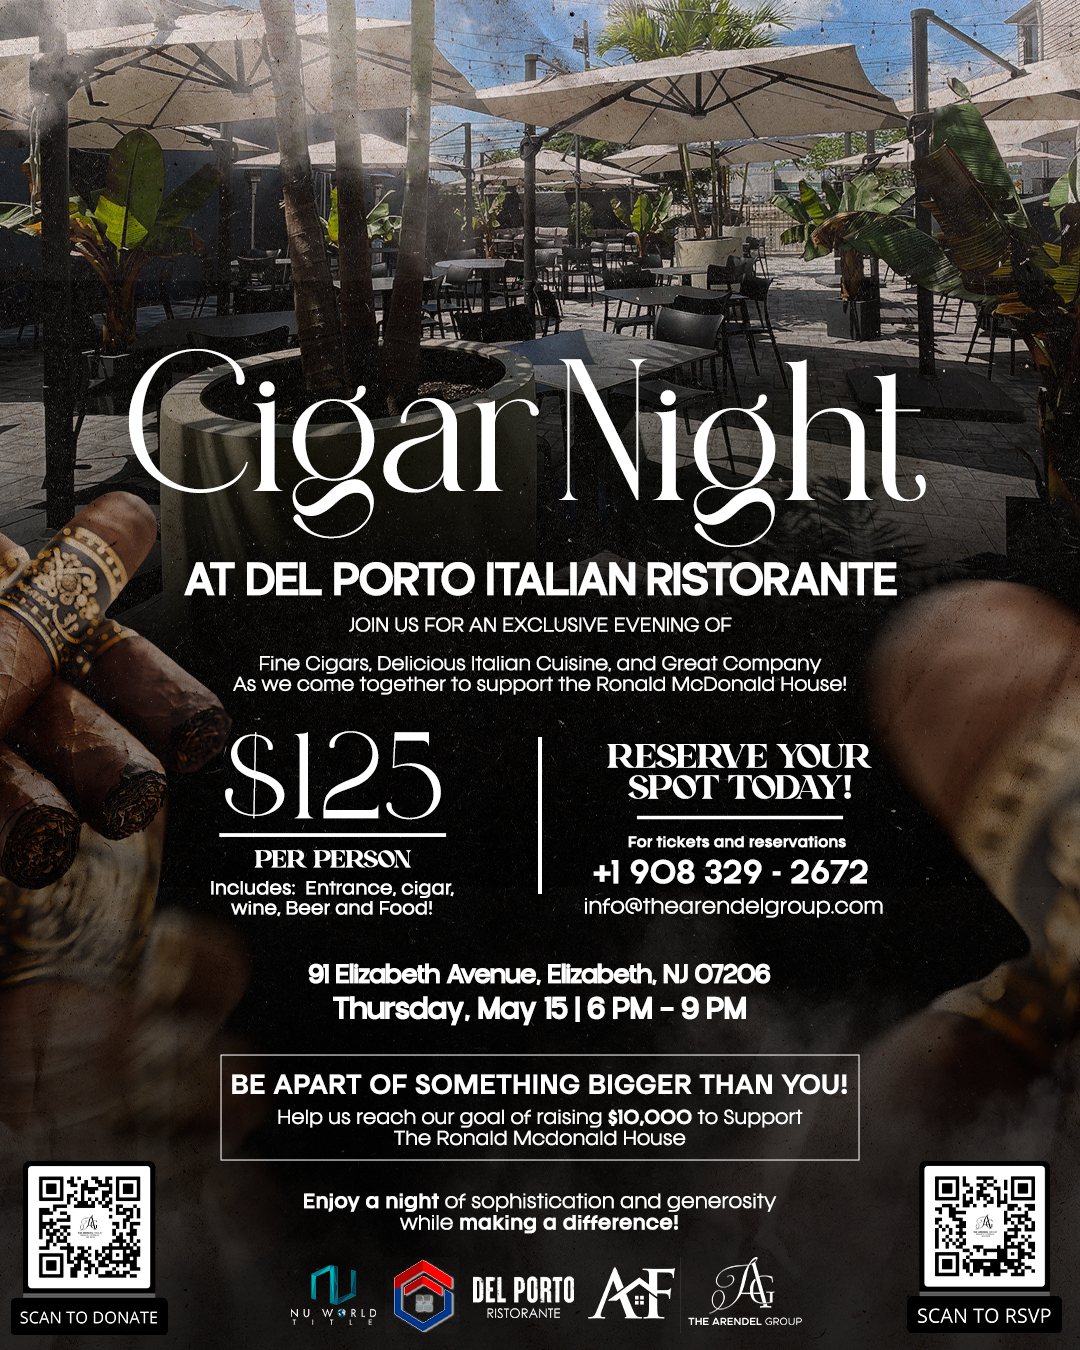 Cigar Night
AT DEL PORTO ITALIAN RISTORANTE
JOIN US FOR AN EXCLUSIVE EVENING OF
Fine Cigars, Delicious Italian Cuisine, and Great Company
As we come together to support the Ronald McDonald House!
$125
PER PERSON
Includes: Entrance, cigar,
wine, Beer and Food!
RESERVE YOUR
SPOT TODAY!
For tickets and reservations
+1 908 329 - 2672
info@thearendelgroup.com
91 Elizabeth Avenue, Elizabeth, NJ 07206
Thursday, May 15 | 6 PM - 9 PM
BE APART OF SOMETHING BIGGER THAN YOU!
Help us reach our goal of raising $10,000 to Support
The Ronald Mcdonald House
Enjoy a night of sophistication and generosity
while making a difference!
SCAN TO DONATE
NU WORLD
TITLE
DEL PORTO
RISTORANTE
AF
AG
THE ARENDEL GROUP
SCAN TO RSVP